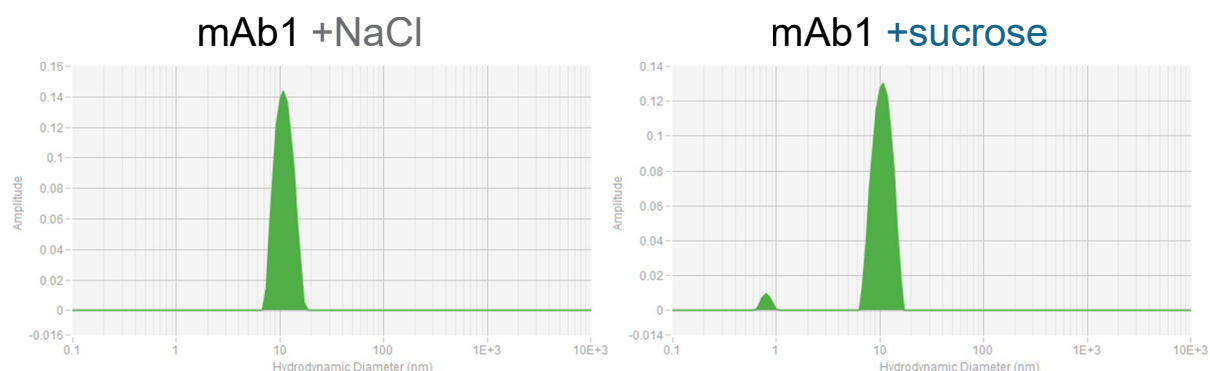 mAb1 +NaCl
0.16
0.14
0.12
0.1
0.08
0.06
0.04
0.02
0
-0.016
Amplitude
0.1 1 10 100 1E+3 10E+3
Hydrodynamic Diameter (nm)
mAb1 +sucrose
0.14
0.12
0.1
0.08
0.06
0.04
0.02
0
-0.014
Amplitude
0.1 1 10 100 1E+3 10E+3
Hydrodynamic Diameter (nm)